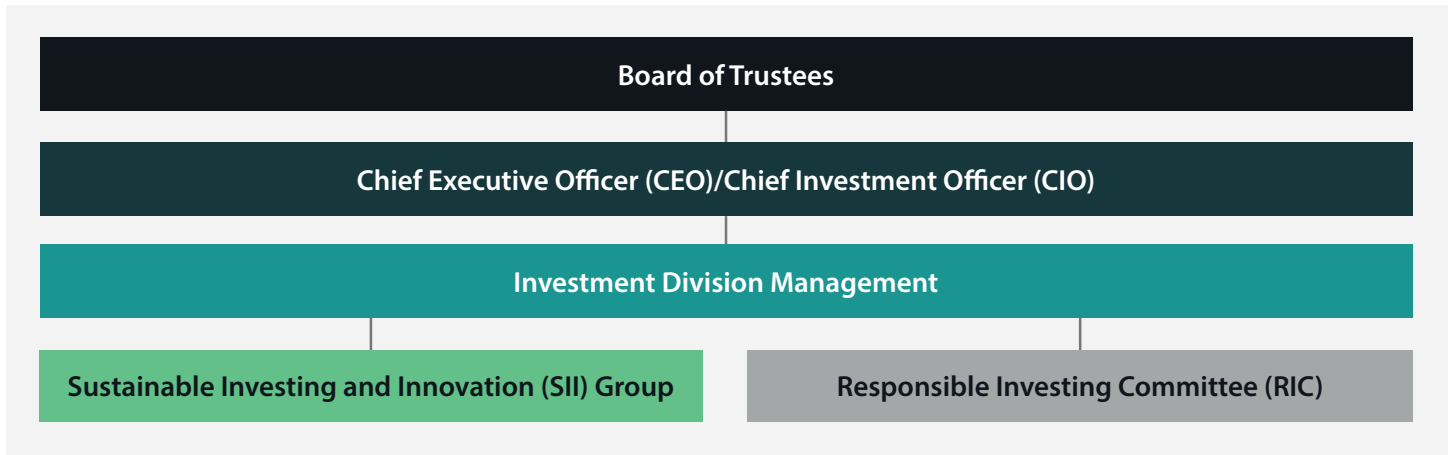 Board of Trustees
Chief Executive Officer (CEO)/Chief Investment Officer (CIO)
Investment Division Management
Sustainable Investing and Innovation (SII) Group
Responsible Investing Committee (RIC)